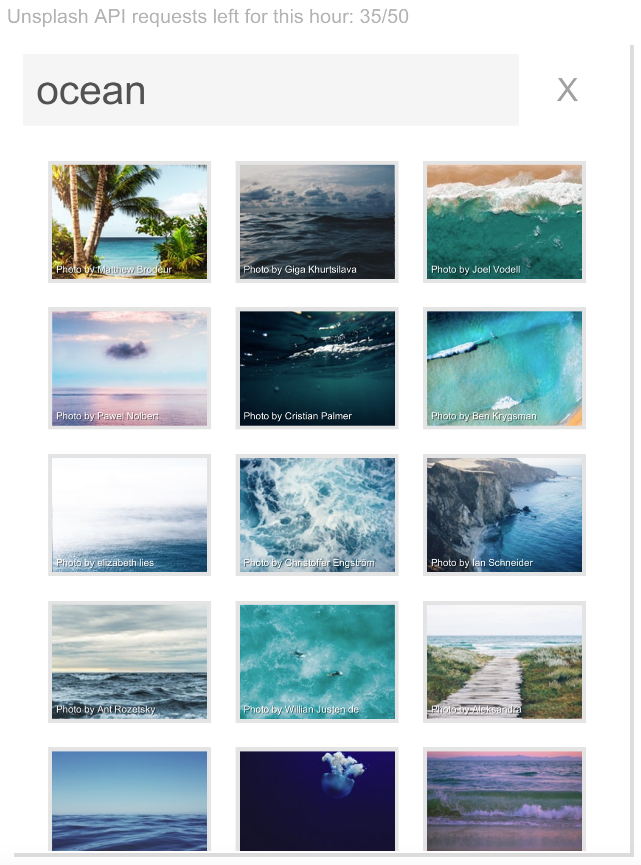 Unsplash API requests left for this hour: 35/50
ocean
X
Photo by Matthew Brodeur
Photo by Giga Khurtsilava
Photo by Joel Vodell
Photo by Pawel Nolbert
Photo by Cristian Palmer
Photo by Ben Krygsman
Photo by elizabeth lies
Photo by Christoffer Engström
Photo by Ian Schneider
Photo by Ant Rozetsky
Photo by Willian Justen de
Photo by Aleksandra